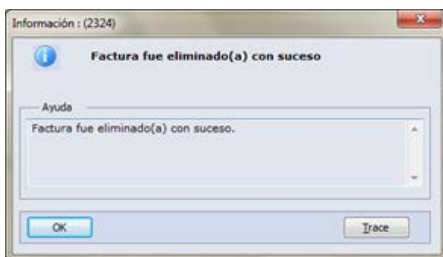 Información : (2324)
Factura fue eliminado(a) con suceso
Ayuda
Factura fue eliminado(a) con suceso.
OK
Trace